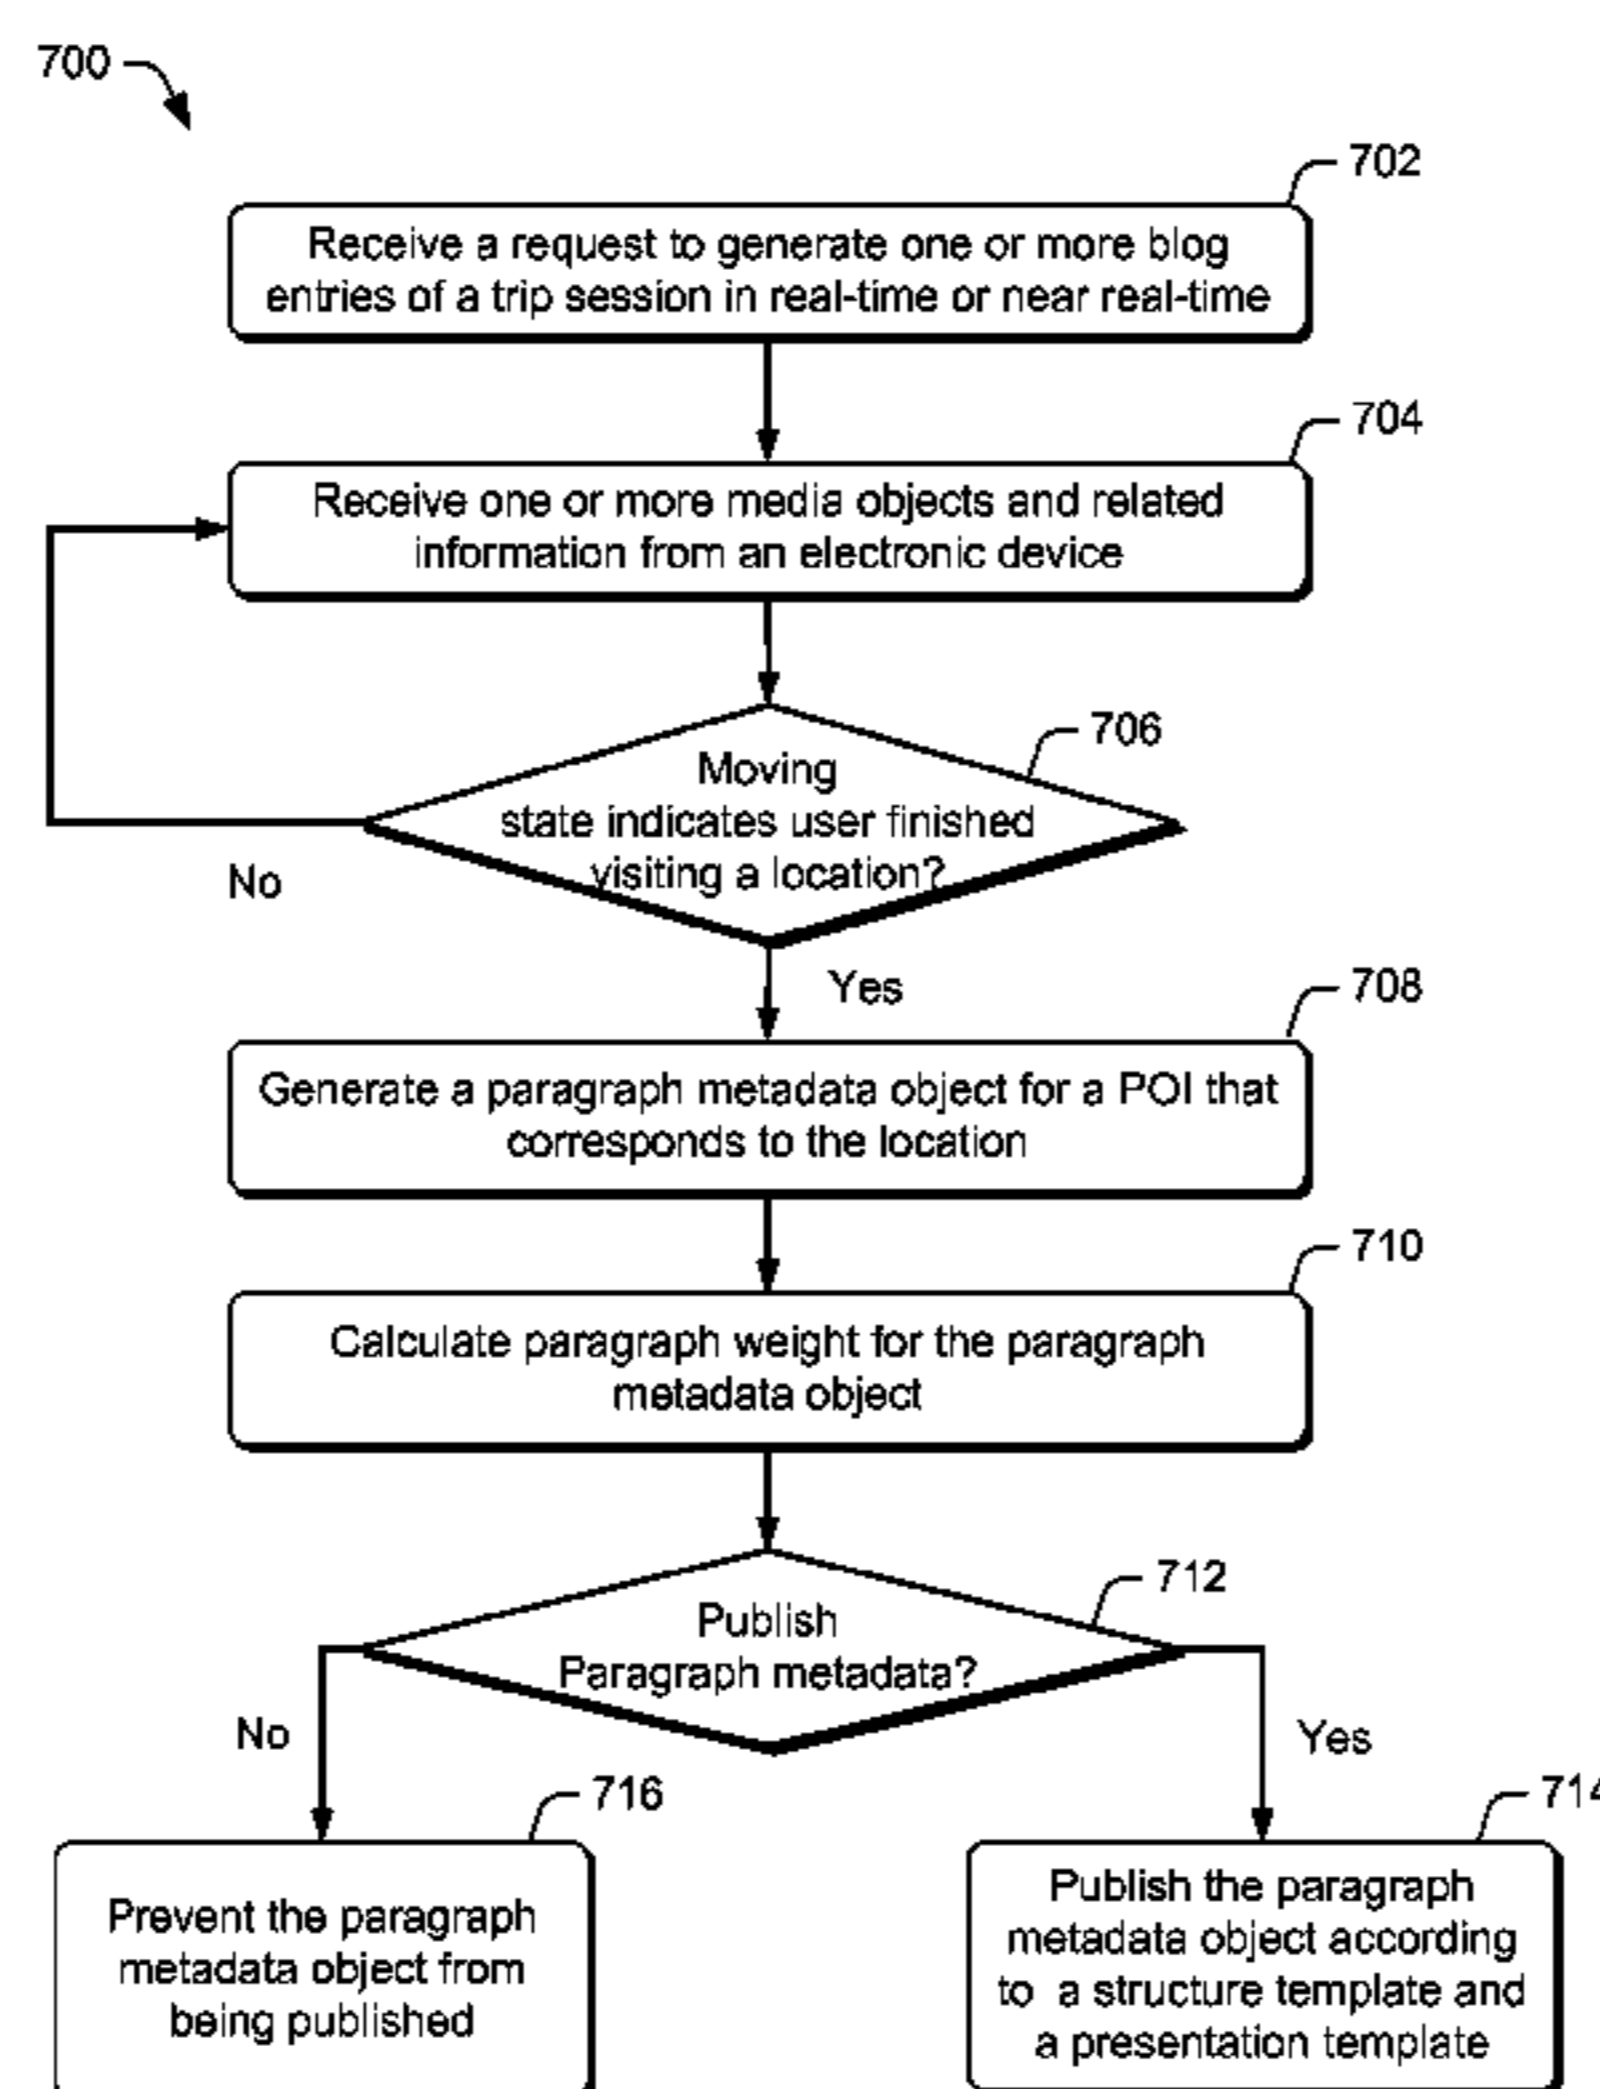 700
702
Receive a request to generate one or more blog
entries of a trip session in real-time or near real-time
704
Receive one or more media objects and related
information from an electronic device
706
Moving
state indicates user finished
visiting a location?
No
Yes
708
Generate a paragraph metadata object for a POI that
corresponds to the location
710
Calculate paragraph weight for the paragraph
metadata object
712
Publish
Paragraph metadata?
No
Yes
716
Prevent the paragraph
metadata object from
being published
714
Publish the paragraph
metadata object according
to a structure template and
a presentation template